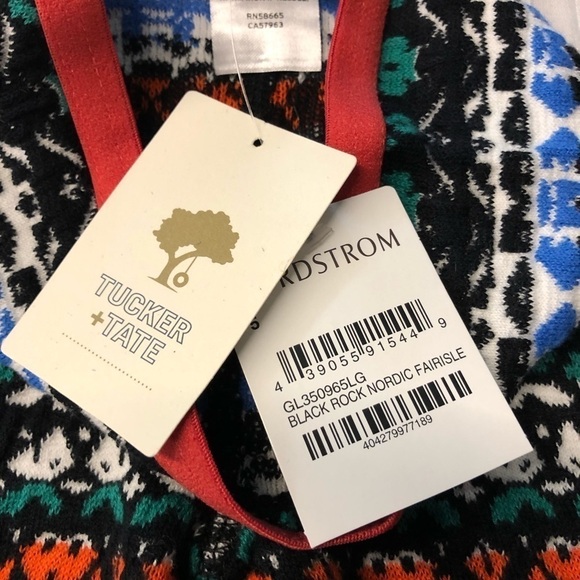 RN58665
CA57963
TUCKER
+TATE
RDSTROM
4 39055 91544 9
GL350965LG
BLACK ROCK NORDIC FAIRISLE
404279977189